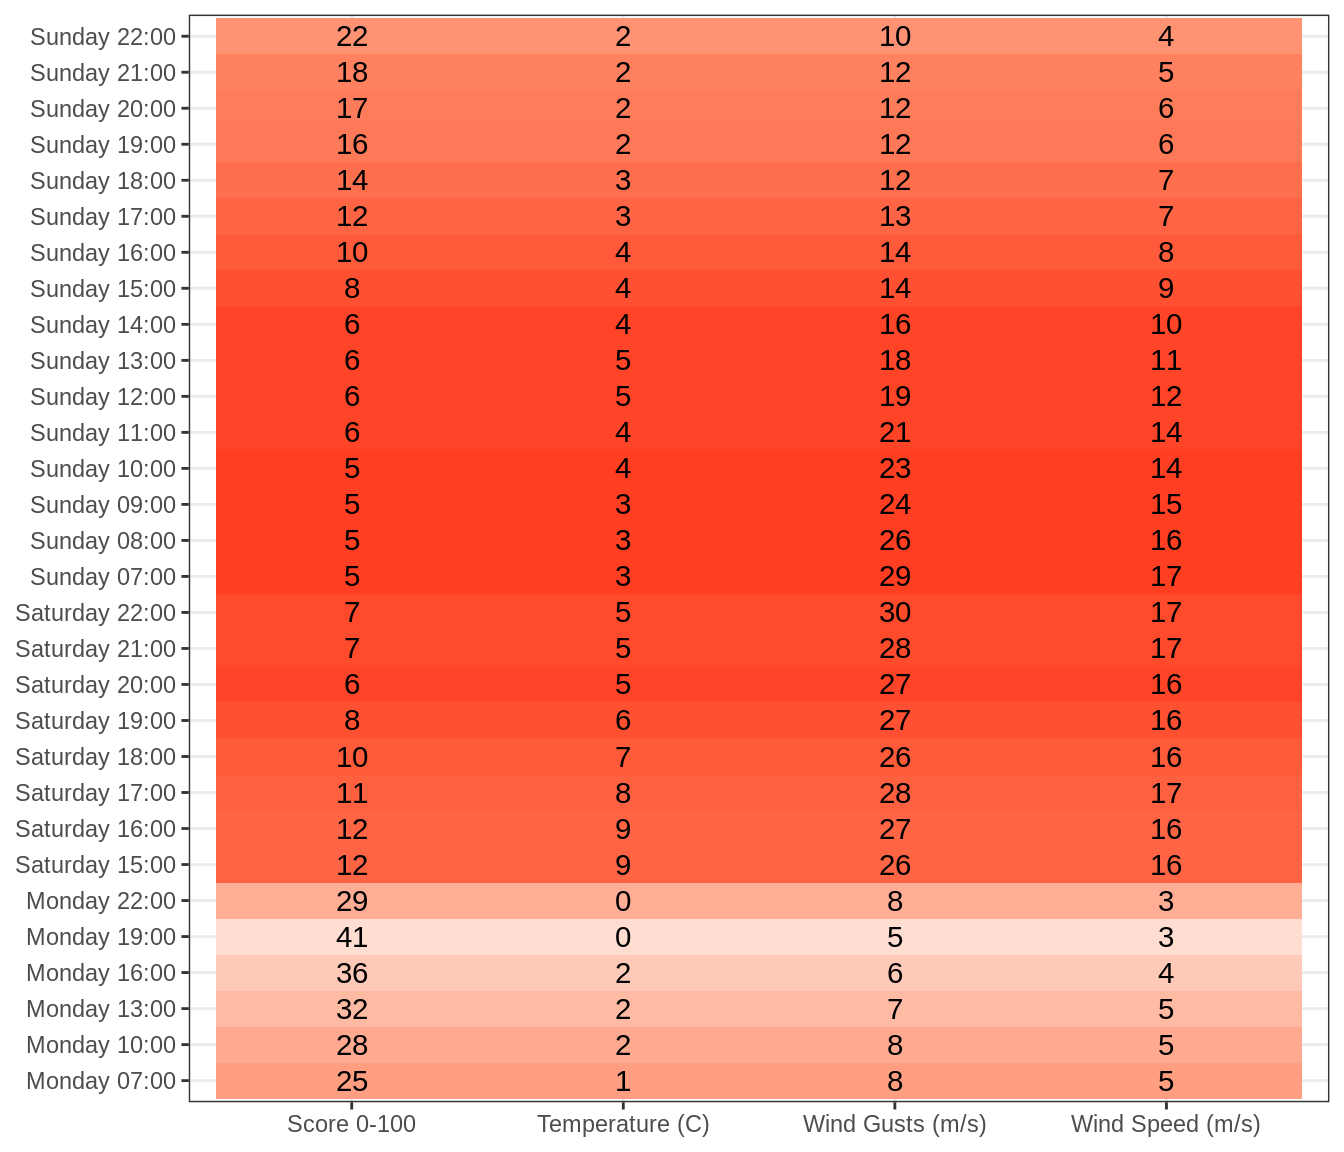 Sunday 22:00 22 2 10 4
Sunday 21:00 18 2 12 5
Sunday 20:00 17 2 12 6
Sunday 19:00 16 2 12 6
Sunday 18:00 14 3 12 7
Sunday 17:00 12 3 13 7
Sunday 16:00 10 4 14 8
Sunday 15:00 8 4 14 9
Sunday 14:00 6 4 16 10
Sunday 13:00 6 5 18 11
Sunday 12:00 6 5 19 12
Sunday 11:00 6 4 21 14
Sunday 10:00 5 4 23 14
Sunday 09:00 5 3 24 15
Sunday 08:00 5 3 26 16
Sunday 07:00 5 3 29 17
Saturday 22:00 7 5 30 17
Saturday 21:00 7 5 28 17
Saturday 20:00 6 5 27 16
Saturday 19:00 8 6 27 16
Saturday 18:00 10 7 26 16
Saturday 17:00 11 8 28 17
Saturday 16:00 12 9 27 16
Saturday 15:00 12 9 26 16
Monday 22:00 29 0 8 3
Monday 19:00 41 0 5 3
Monday 16:00 36 2 6 4
Monday 13:00 32 2 7 5
Monday 10:00 28 2 8 5
Monday 07:00 25 1 8 5
Score 0-100 Temperature (C) Wind Gusts (m/s) Wind Speed (m/s)